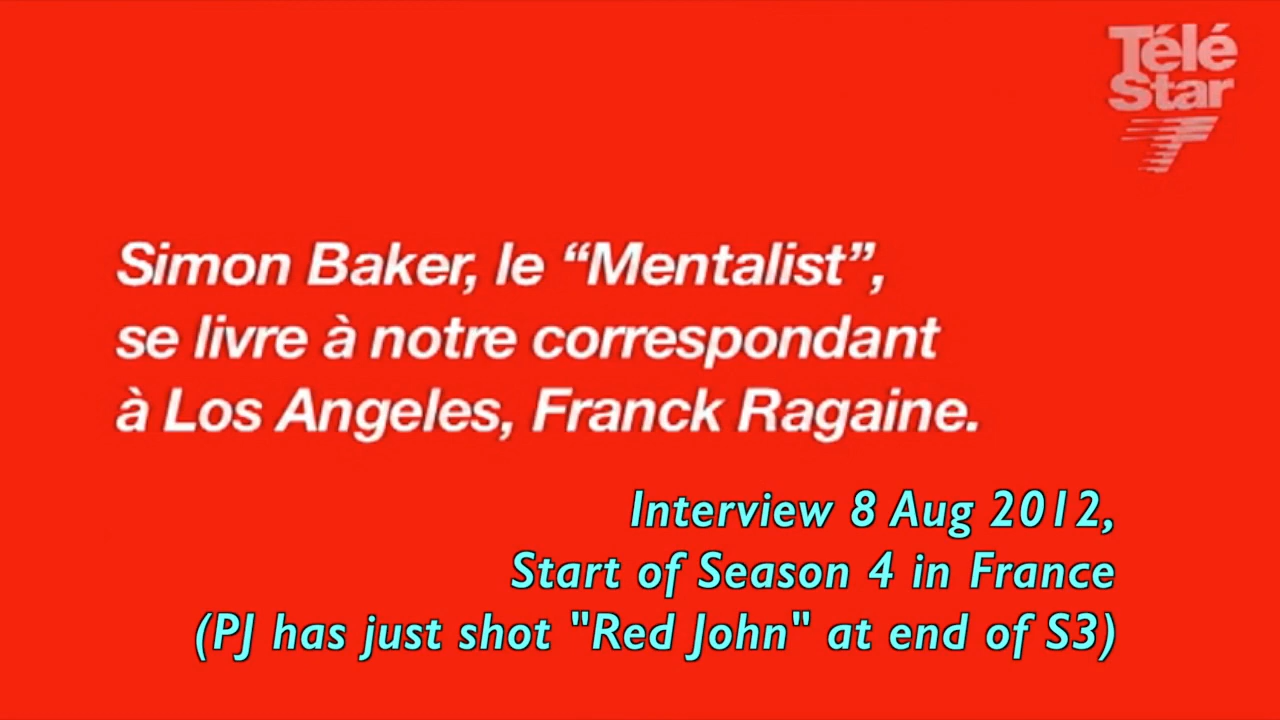 Télé
Star
Simon Baker, le “Mentalist”,
se livre à notre correspondant
à Los Angeles, Franck Ragaine.
Interview 8 Aug 2012,
Start of Season 4 in France
(PJ has just shot "Red John" at end of S3)